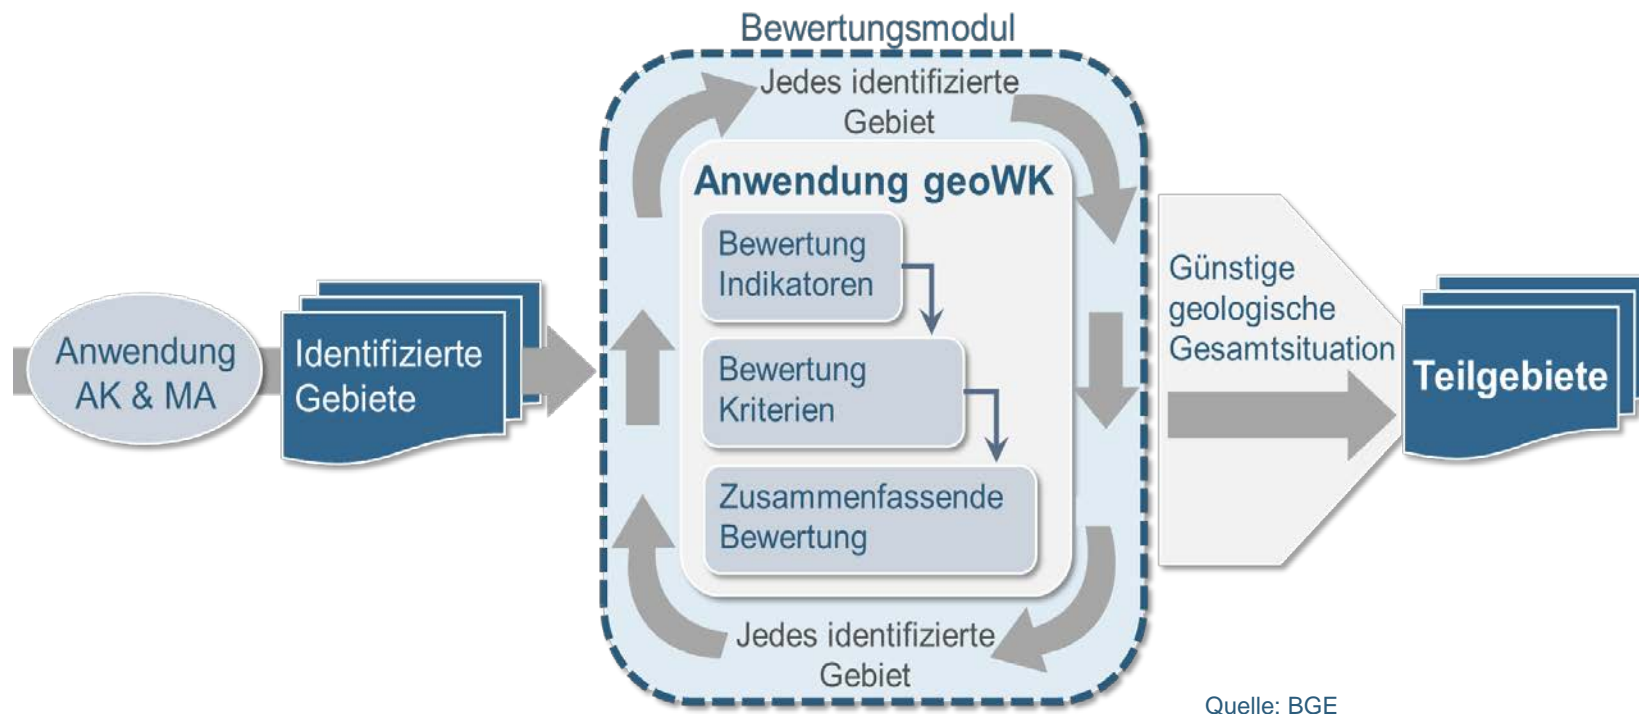 Bewertungsmodul
Jedes identifizierte
Gebiet
Anwendung geoWK
Bewertung
Indikatoren
Bewertung
Kriterien
Zusammenfassende
Bewertung
Jedes identifizierte
Gebiet
Anwendung
AK & MA
Identifizierte
Gebiete
Günstige
geologische
Gesamtsituation
Teilgebiete
Quelle: BGE